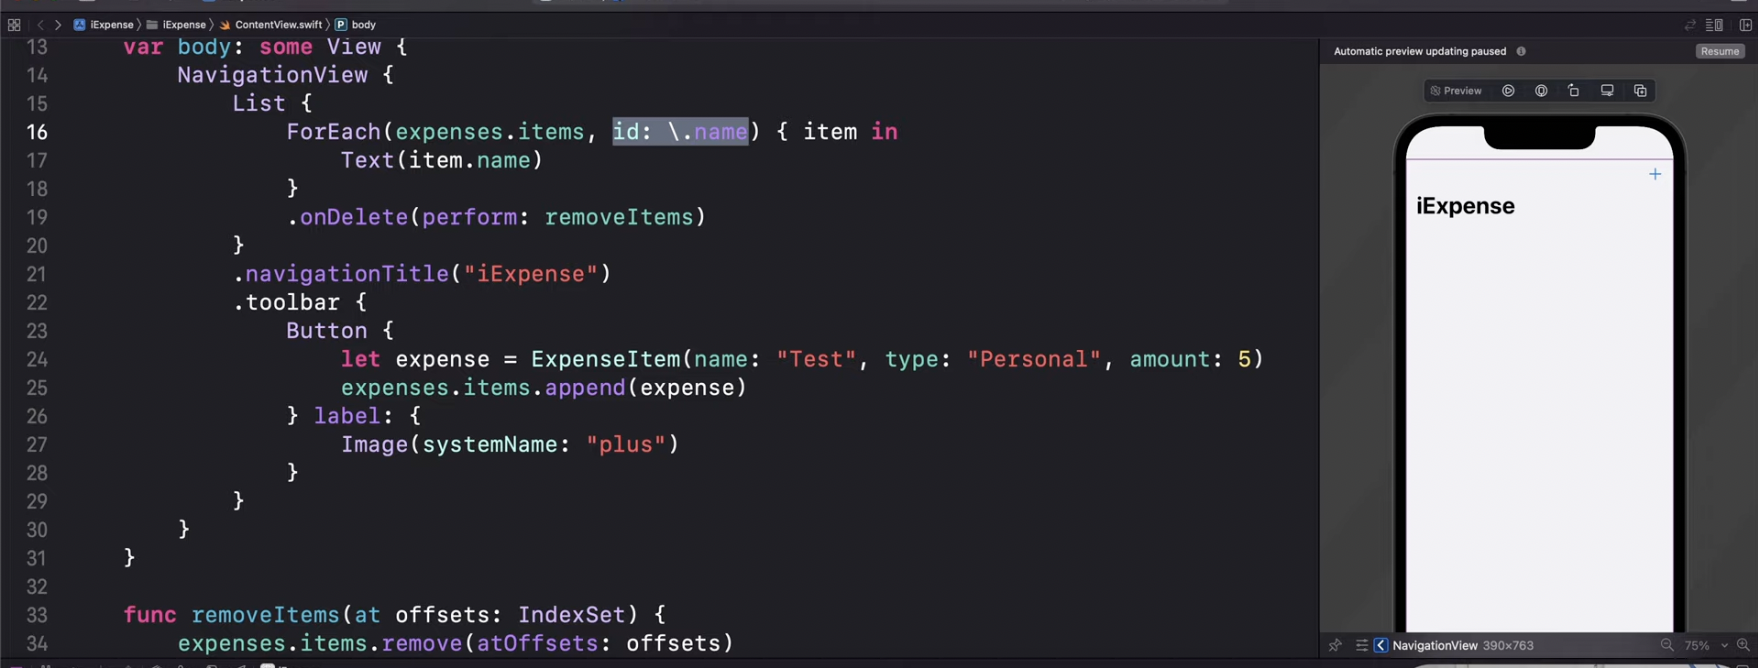 iExpense iExpense ContentView.swift body
13 var body: some View {
14 NavigationView {
15 List {
16 ForEach(expenses.items, id: \.name) { item in
17 Text(item.name)
18 }
19 .onDelete(perform: removeItems)
20 }
21 .navigationTitle("iExpense")
22 .toolbar {
23 Button {
24 let expense = ExpenseItem(name: "Test", type: "Personal", amount: 5)
25 expenses.items.append(expense)
26 } label: {
27 Image(systemName: "plus")
28 }
29 }
30 }
31 }
32
33 func removeItems(at offsets: IndexSet) {
34 expenses.items.remove(atOffsets: offsets)
Automatic preview updating paused Resume
Preview
iExpense
NavigationView 390×763 75%